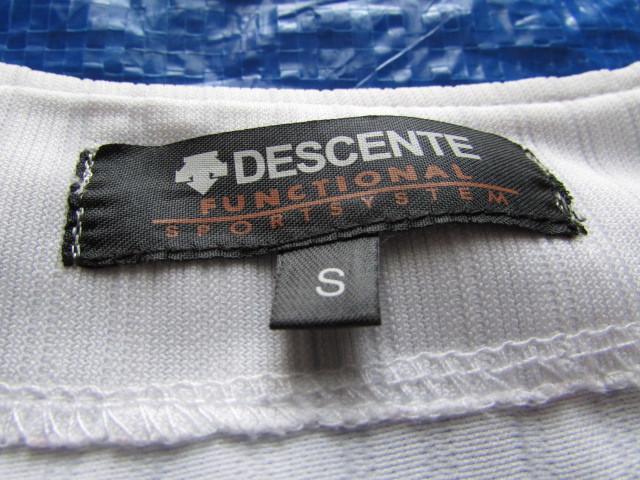 DESCENTE
FUNCTIONAL
SPORTSYSTEM
S